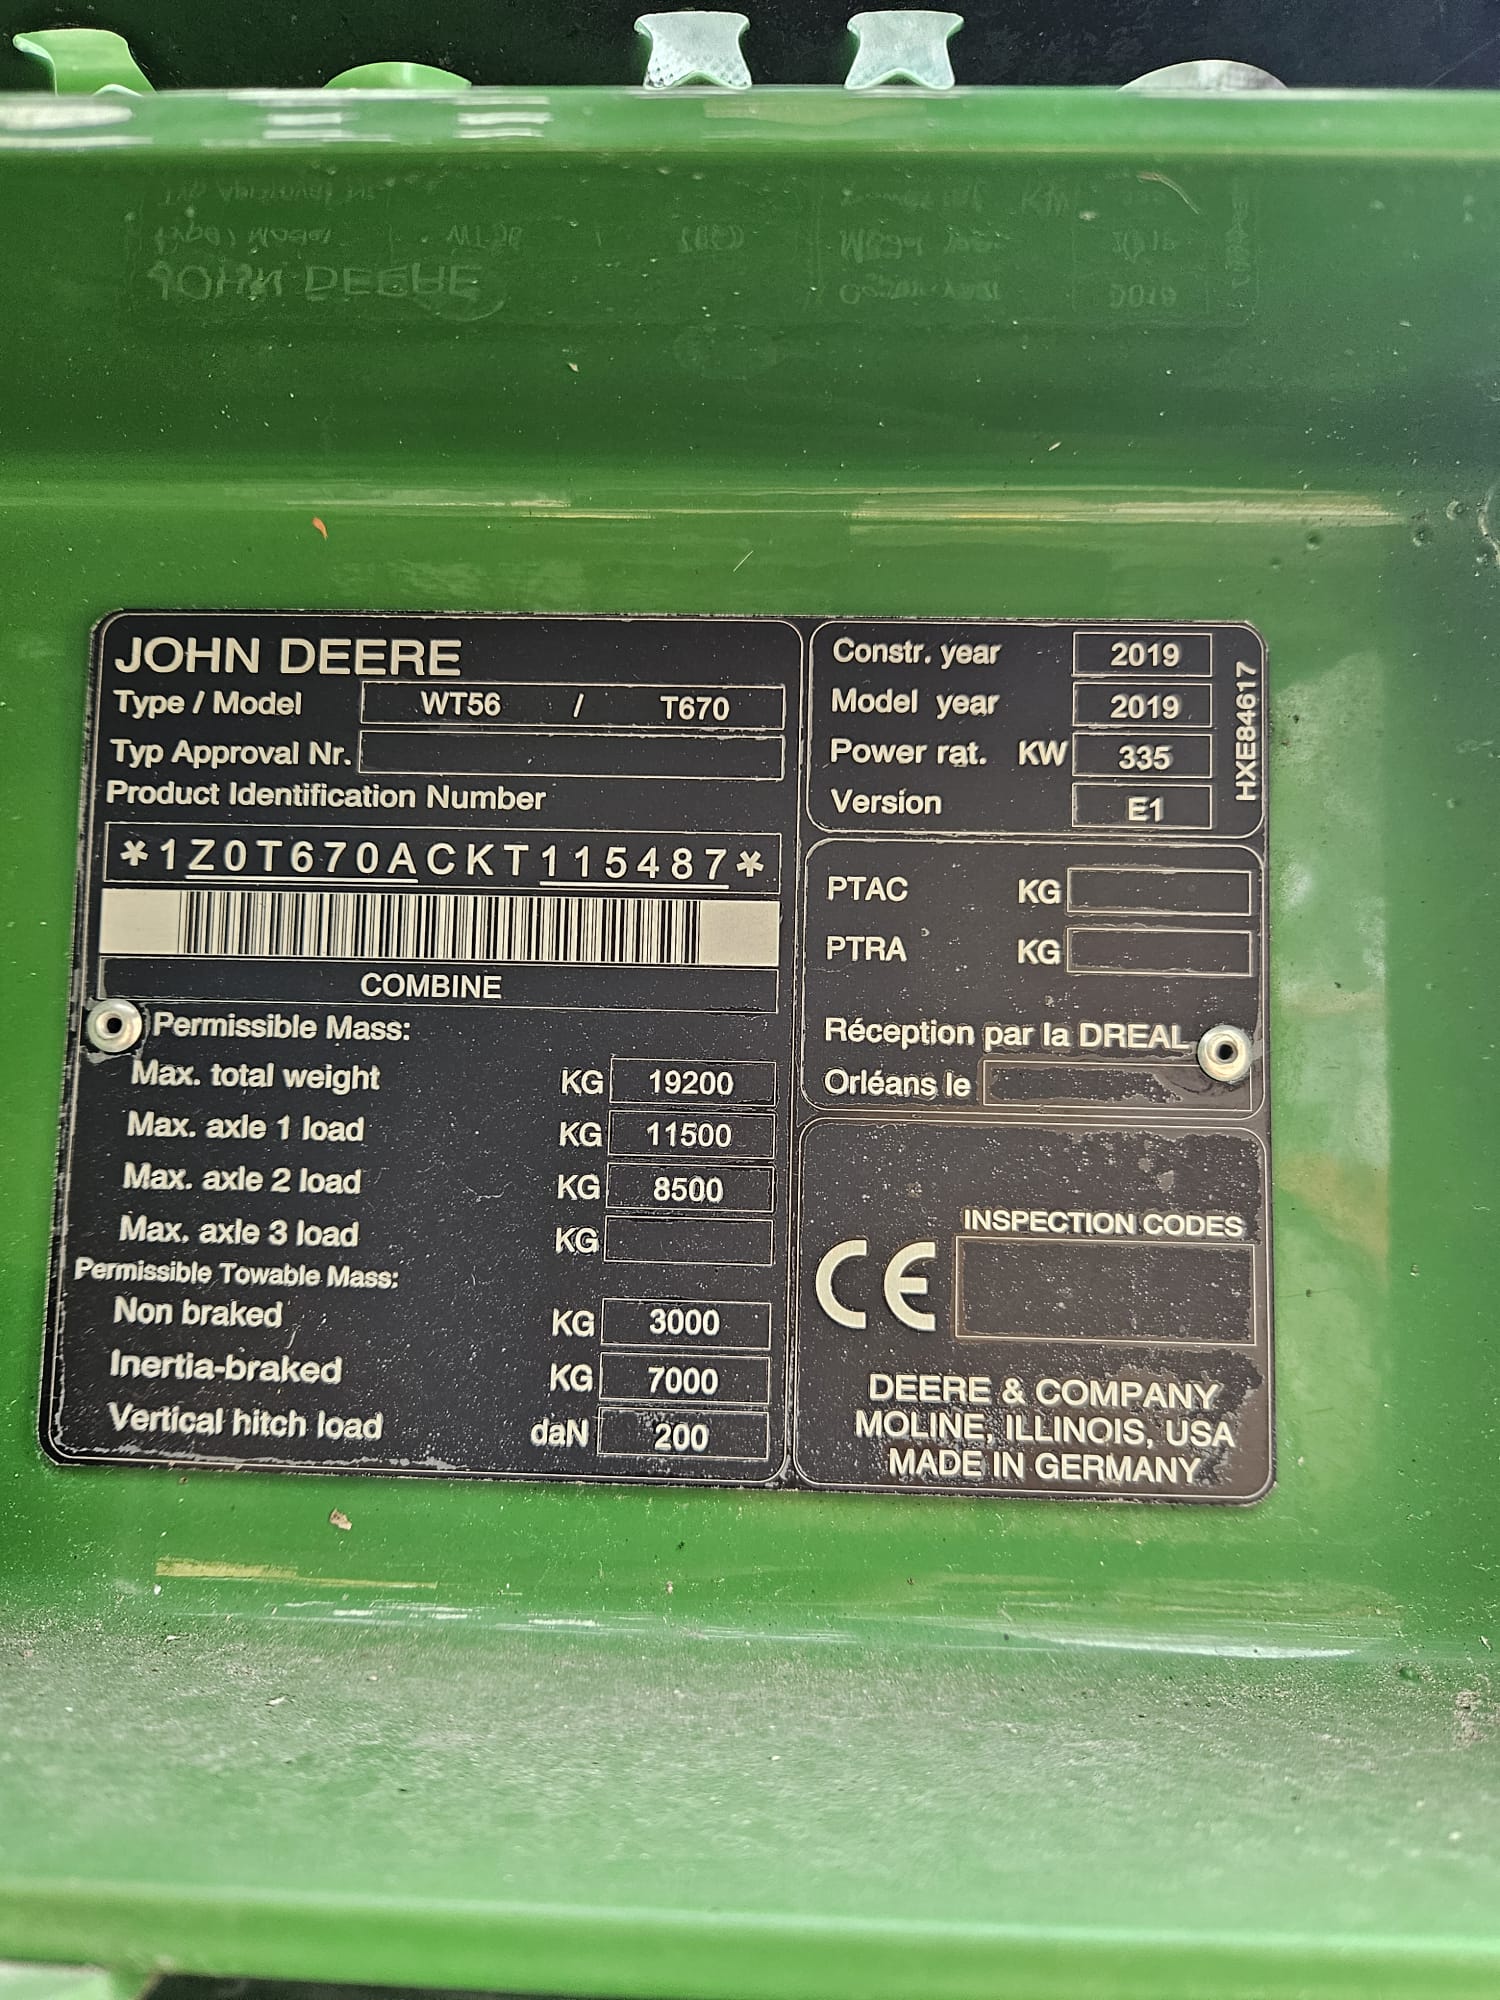 JOHN DEERE
Type / Model WT56 / T670
Typ Approval Nr.
Product Identification Number
*1Z0T670ACKT115487*
COMBINE
Permissible Mass:
Max. total weight KG 19200
Max. axle 1 load KG 11500
Max. axle 2 load KG 8500
Max. axle 3 load KG
Permissible Towable Mass:
Non braked KG 3000
Inertia-braked KG 7000
Vertical hitch load daN 200
Constr. year 2019
Model year 2019
Power rat. KW 335
Version E1
HXE84617
PTAC KG
PTRA KG
Réception par la DREAL
Orléans le
INSPECTION CODES
CE
DEERE & COMPANY
MOLINE, ILLINOIS, USA
MADE IN GERMANY